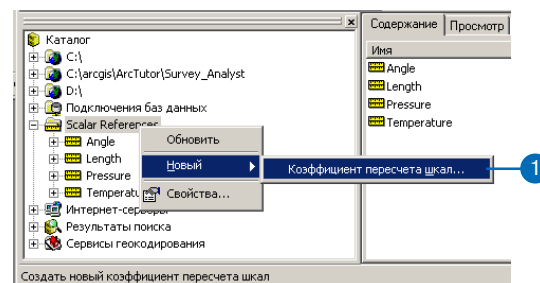 Каталог
C:\
C:\arcgis\ArcTutor\Survey_Analyst
D:\
Подключения баз данных
Scalar References
Angle
Length
Pressure
Temperatu
Интернет-серверы
Результаты поиска
Сервисы геокодирования
Обновить
Новый
Свойства...
Коэффициент пересчета шкал...
1
Содержание
Просмотр
Имя
Angle
Length
Pressure
Temperature
Создать новый коэффициент пересчета шкал